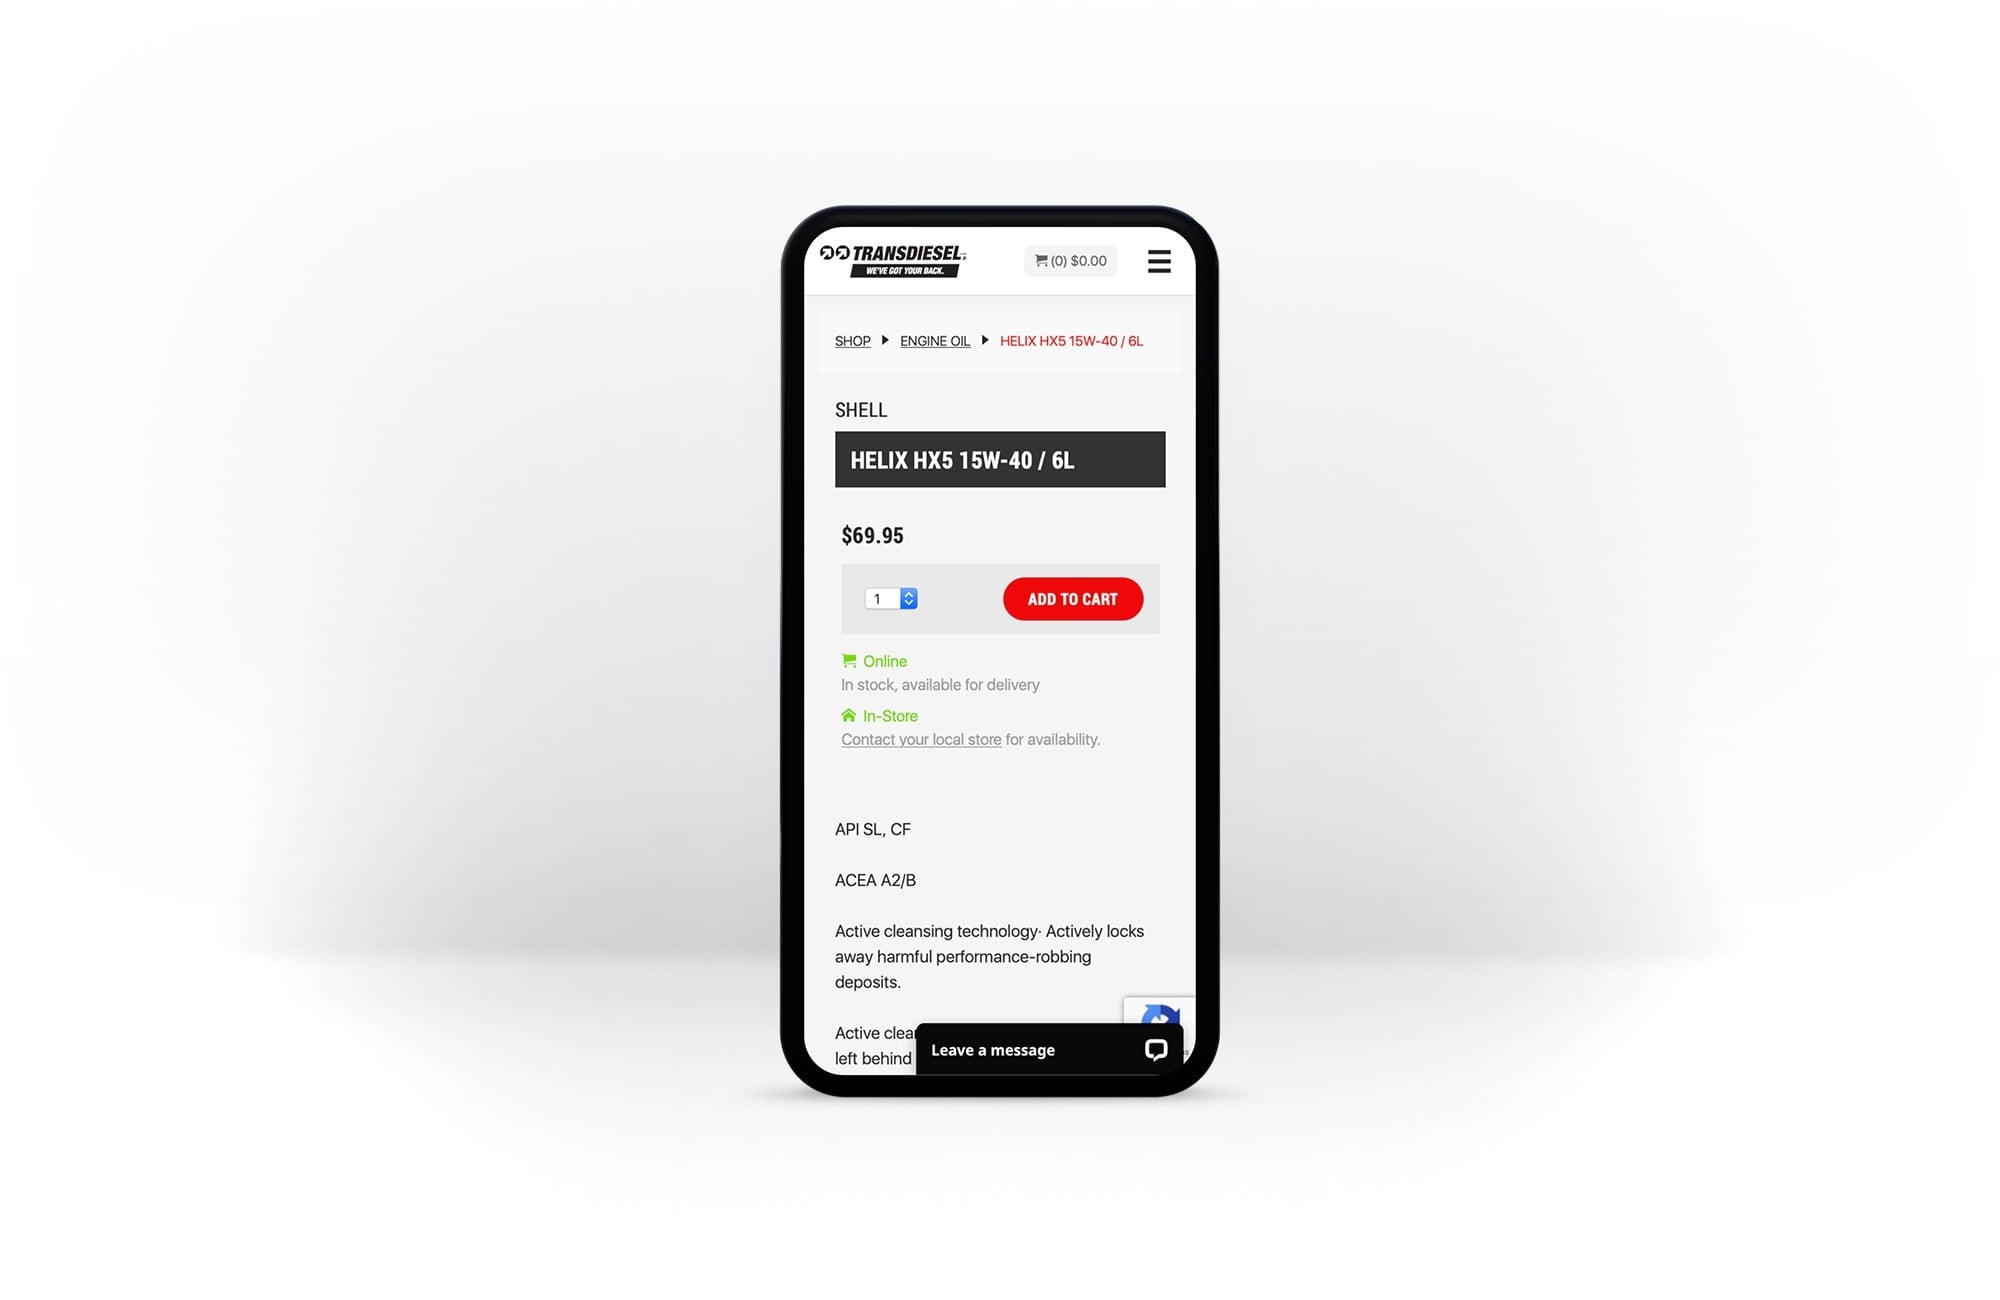 TRANSDIESEL
WE'VE GOT YOUR BACK.
(0) $0.00
SHOP ENGINE OIL HELIX HX5 15W-40 / 6L
SHELL
HELIX HX5 15W-40 / 6L
$69.95
1 ADD TO CART
Online
In stock, available for delivery
In-Store
Contact your local store for availability.
API SL, CF
ACEA A2/B
Active cleansing technology· Actively locks
away harmful performance-robbing
deposits.
Active
left behind
Leave a message